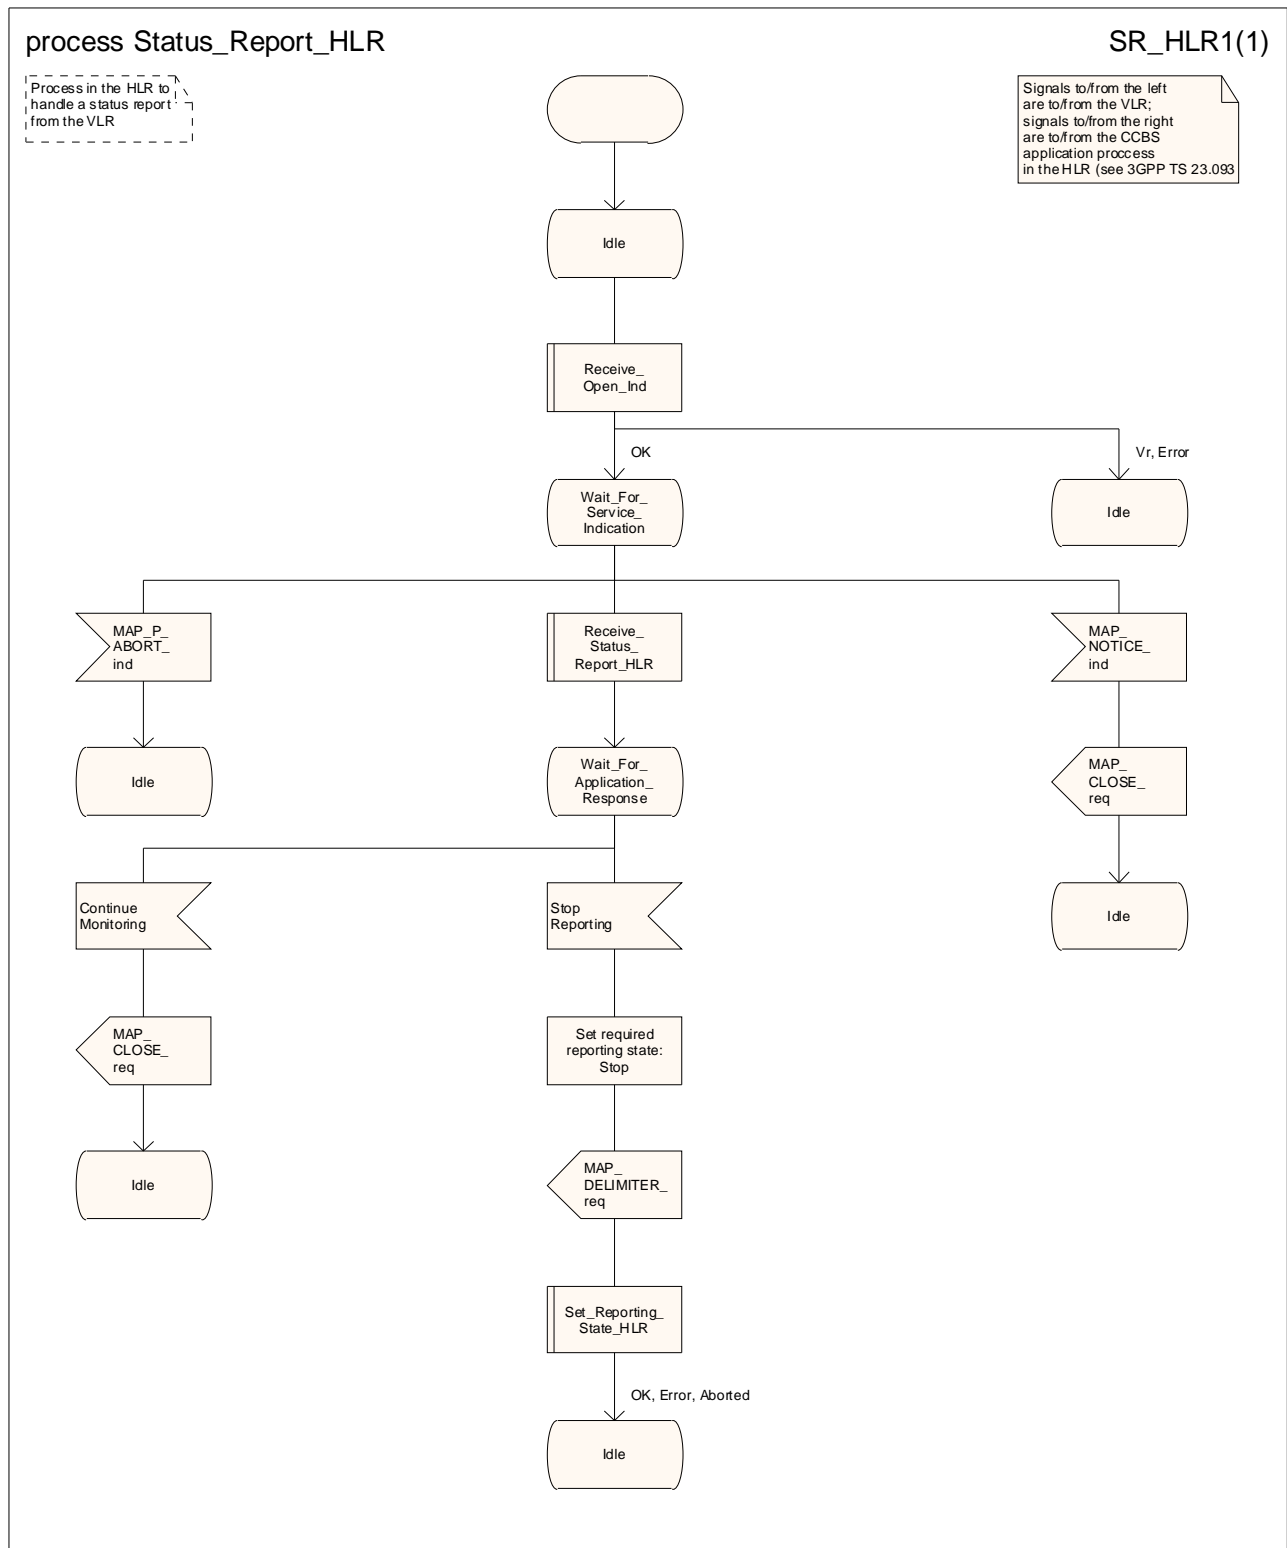 process Status_Report_HLR
SR_HLR1(1)
Process in the HLR to
handle a status report
from the VLR
Signals to/from the left
are to/from the VLR;
signals to/from the right
are to/from the CCBS
application proccess
in the HLR (see 3GPP TS 23.093
Idle
Receive_
Open_Ind
OK
Vr, Error
Wait_For_
Service_
Indication
Idle
MAP_P_
ABORT_
ind
Receive_
Status_
Report_HLR
MAP_
NOTICE_
ind
Idle
Wait_For_
Application_
Response
MAP_
CLOSE_
req
Continue
Monitoring
Stop
Reporting
Idle
MAP_
CLOSE_
req
Set required
reporting state:
Stop
Idle
MAP_
DELIMITER_
req
Set_Reporting_
State_HLR
OK, Error, Aborted
Idle